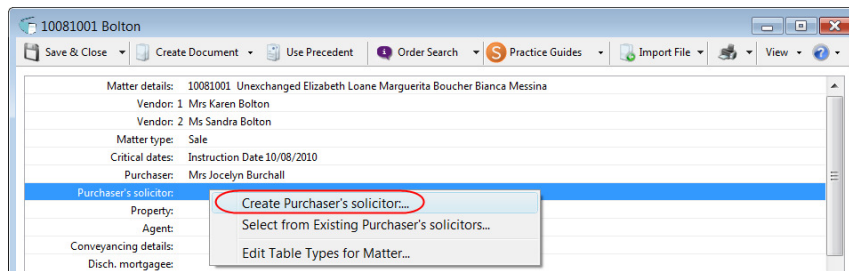 10081001 Bolton
Save & Close Create Document Use Precedent Order Search S Practice Guides Import File View ?
Matter details: 10081001 Unexchanged Elizabeth Loane Marguerita Boucher Bianca Messina
Vendor: 1 Mrs Karen Bolton
Vendor: 2 Ms Sandra Bolton
Matter type: Sale
Critical dates: Instruction Date 10/08/2010
Purchaser: Mrs Jocelyn Burchall
Purchaser's solicitor:
Create Purchaser's solicitor:...
Property:
Select from Existing Purchaser's solicitors...
Agent:
Conveyancing details:
Edit Table Types for Matter...
Disch. mortgagee: